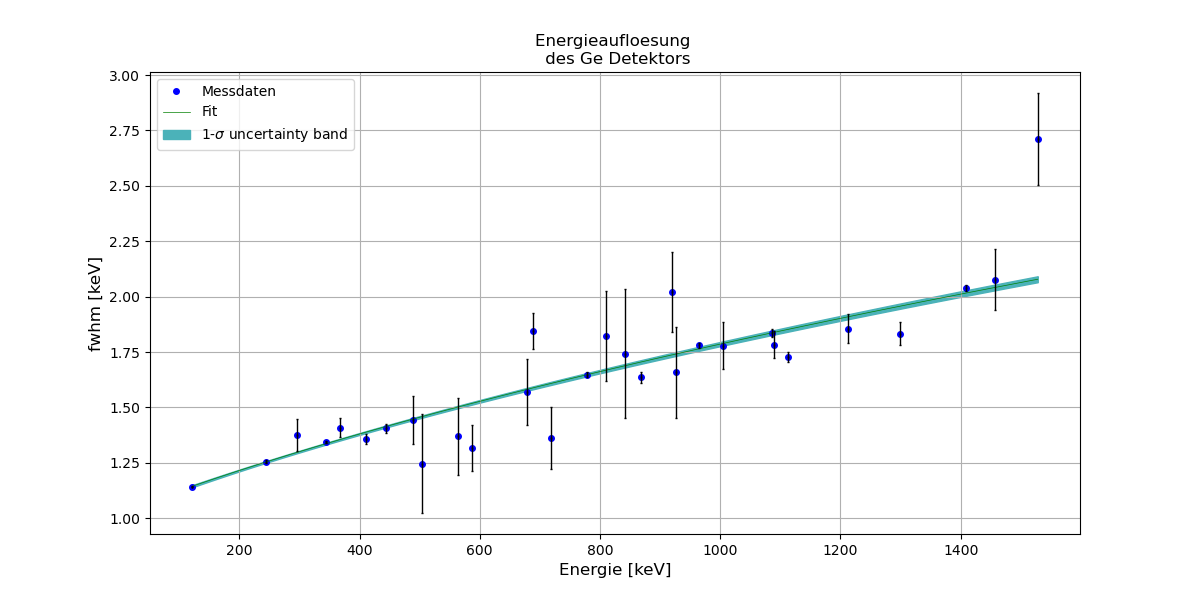 Energieaufloesung
des Ge Detektors
Messdaten
Fit
1-σ uncertainty band
fwhm [keV]
3.00
2.75
2.50
2.25
2.00
1.75
1.50
1.25
1.00
200 400 600 800 1000 1200 1400
Energie [keV]